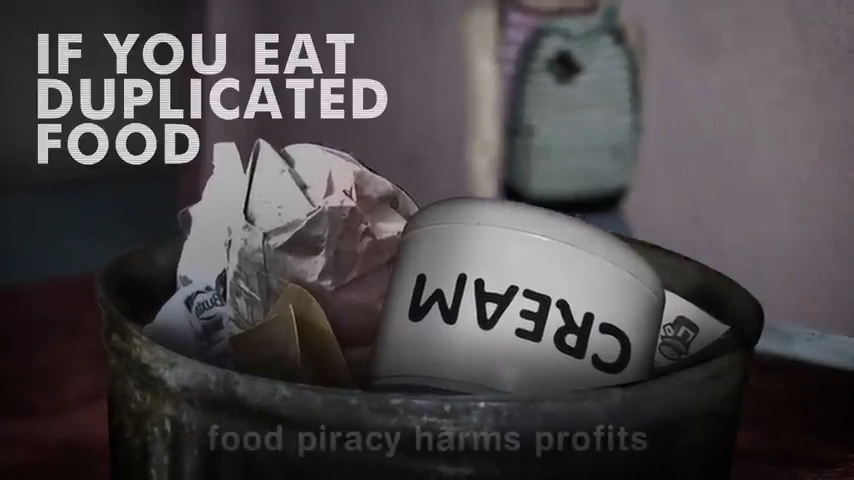 IF YOU EAT
DUPLICATED
FOOD
CREAM
food piracy harms profits